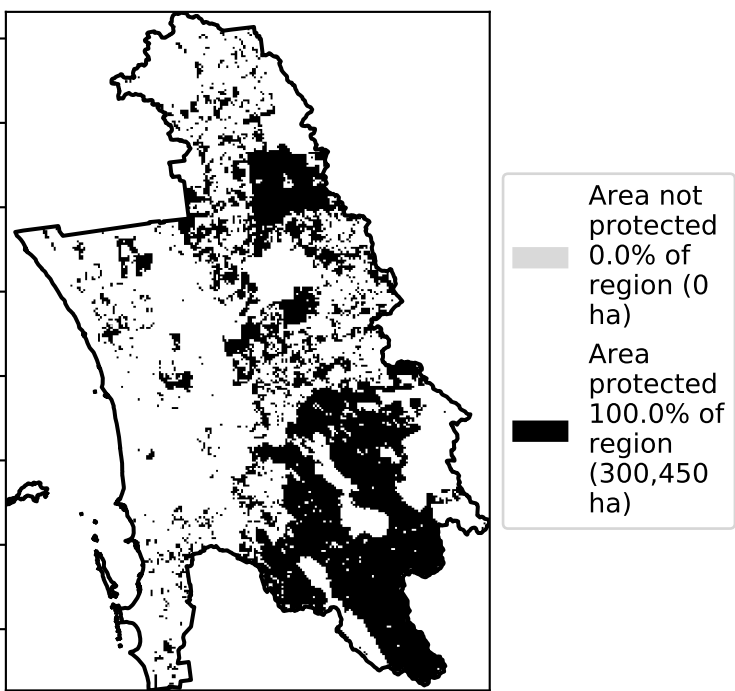 Area not
protected
0.0% of
region (0
ha)
Area
protected
100.0% of
region
(300,450
ha)